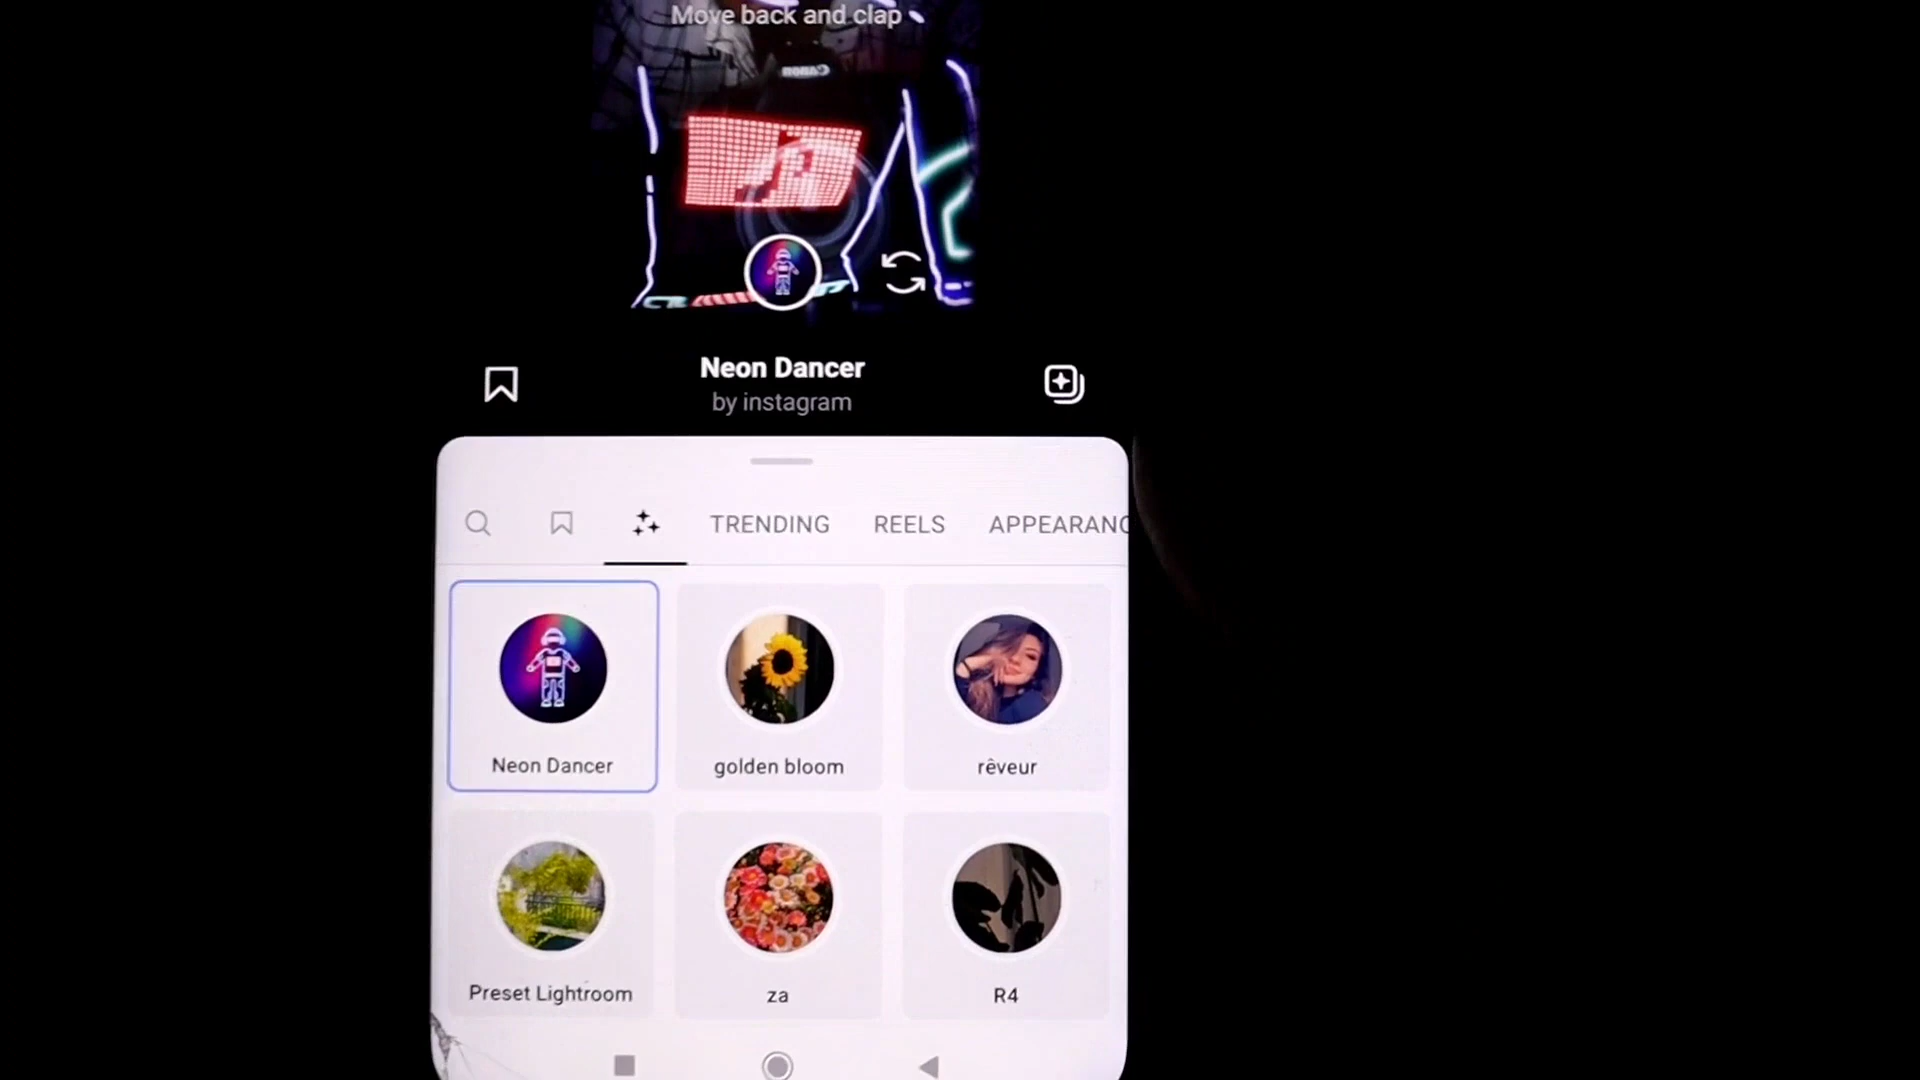 Move back and clap
Canon
Neon Dancer
by instagram
TRENDING REELS APPEARANC
Neon Dancer golden bloom rêveur
Preset Lightroom za R4